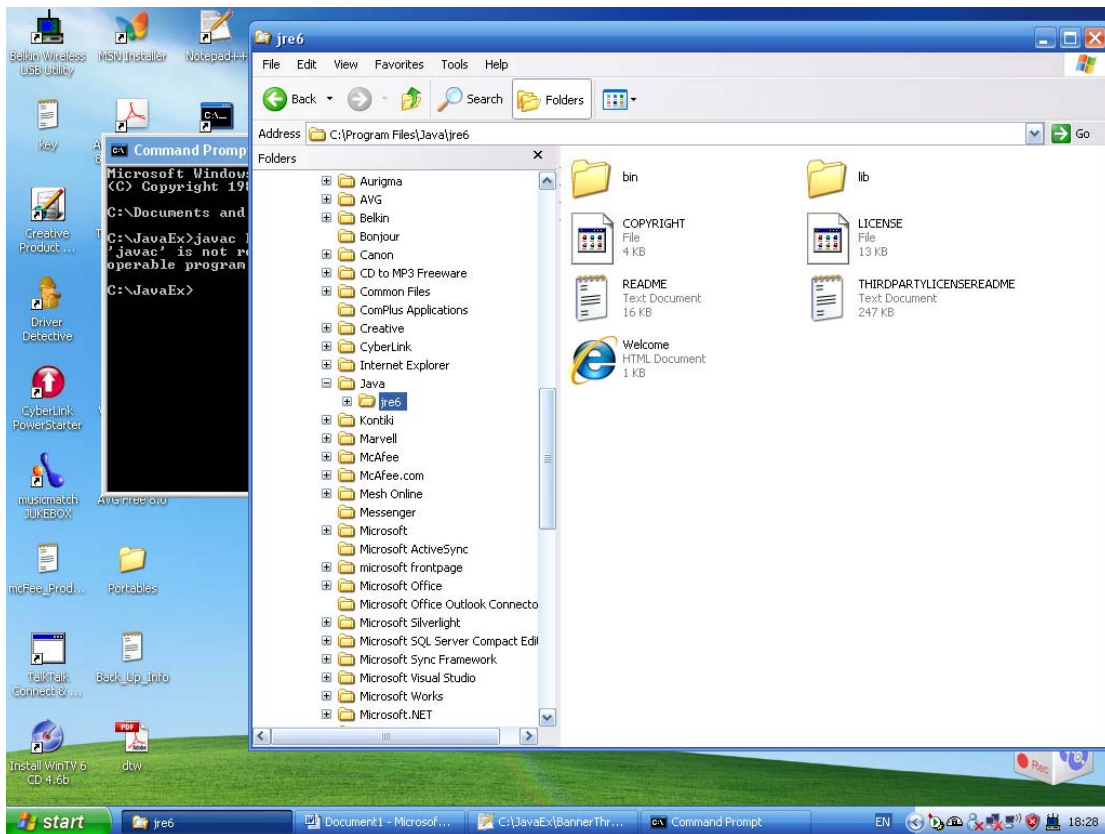 Belkin Wireless USB Utility
MSN Installer
Notepad++
key
Creative Product ...
Driver Detective
CyberLink PowerStarter
musicmatch JUKEBOX
AVG Free 8.0
mcFee_Prod...
Portables
TalkTalk Connect & ...
Back_Up_Info
Install WinTV 6 CD 4.6b
dtw
Command Promp
Microsoft Window
(C) Copyright 19
C:\Documents and
C:\JavaEx>javac
'javac' is not r
operable program
C:\JavaEx>
jre6
File Edit View Favorites Tools Help
Back Search Folders
Address C:\Program Files\Java\jre6 Go
Folders
Aurigma
AVG
Belkin
Bonjour
Canon
CD to MP3 Freeware
Common Files
ComPlus Applications
Creative
CyberLink
Internet Explorer
Java
jre6
Kontiki
Marvell
McAfee
McAfee.com
Mesh Online
Messenger
Microsoft
Microsoft ActiveSync
microsoft frontpage
Microsoft Office
Microsoft Office Outlook Connecto
Microsoft Silverlight
Microsoft SQL Server Compact Edi
Microsoft Sync Framework
Microsoft Visual Studio
Microsoft Works
Microsoft.NET
bin
lib
COPYRIGHT
File
4 KB
LICENSE
File
13 KB
README
Text Document
16 KB
THIRDPARTYLICENSEREADME
Text Document
247 KB
Welcome
HTML Document
1 KB
Rec
start jre6 Document1 - Microsof... C:\JavaEx\BannerThr... Command Prompt EN 18:28